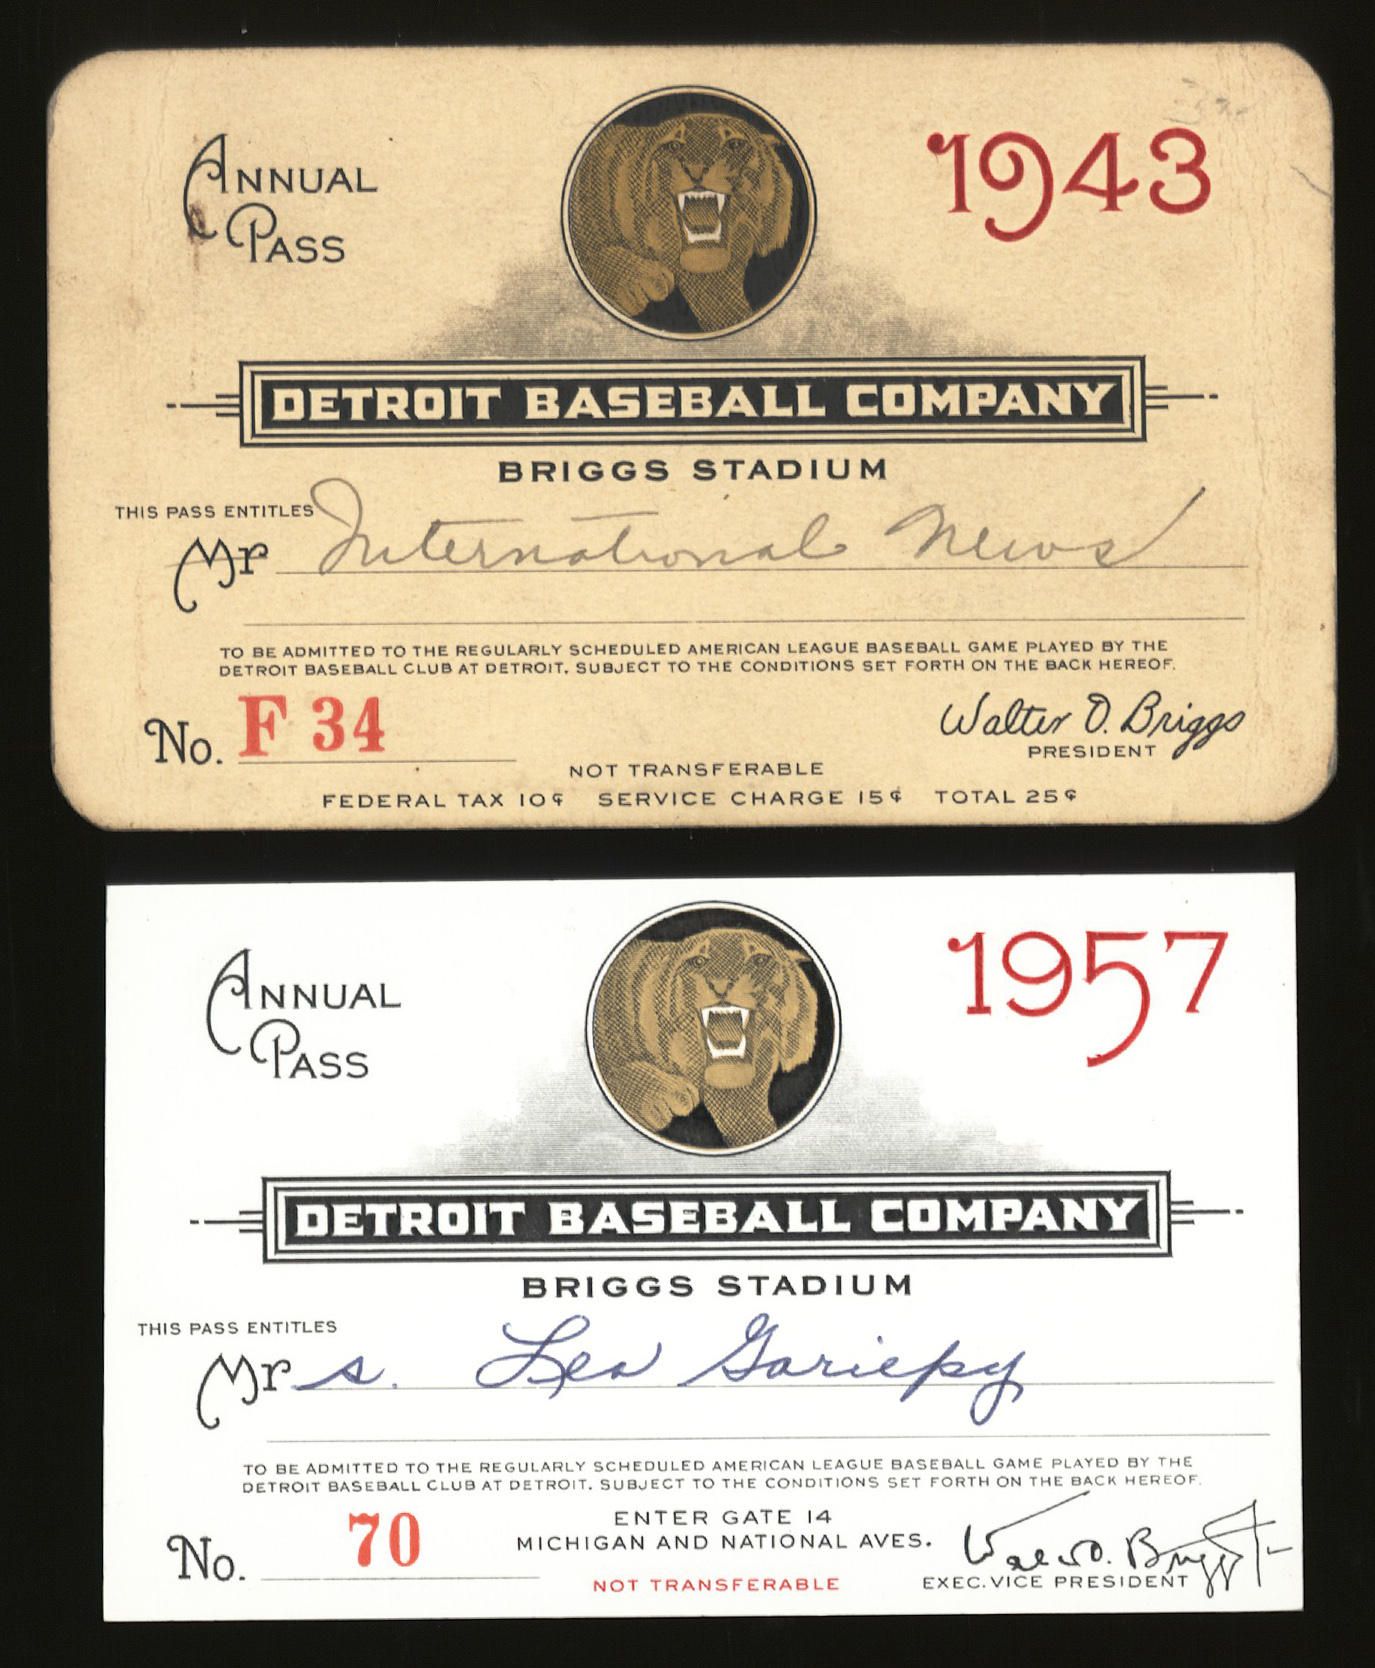 ANNUAL
PASS
1943
DETROIT BASEBALL COMPANY
BRIGGS STADIUM
THIS PASS ENTITLES
Mr International News
TO BE ADMITTED TO THE REGULARLY SCHEDULED AMERICAN LEAGUE BASEBALL GAME PLAYED BY THE
DETROIT BASEBALL CLUB AT DETROIT. SUBJECT TO THE CONDITIONS SET FORTH ON THE BACK HEREOF.
No. F 34
Walter O. Briggs
PRESIDENT
NOT TRANSFERABLE
FEDERAL TAX 10¢ SERVICE CHARGE 15¢ TOTAL 25¢
ANNUAL
PASS
1957
DETROIT BASEBALL COMPANY
BRIGGS STADIUM
THIS PASS ENTITLES
Mrs. Lea Gariepy
TO BE ADMITTED TO THE REGULARLY SCHEDULED AMERICAN LEAGUE BASEBALL GAME PLAYED BY THE
DETROIT BASEBALL CLUB AT DETROIT. SUBJECT TO THE CONDITIONS SET FORTH ON THE BACK HEREOF.
No. 70
ENTER GATE 14
MICHIGAN AND NATIONAL AVES.
NOT TRANSFERABLE
Walter O. Briggs Jr
EXEC. VICE PRESIDENT